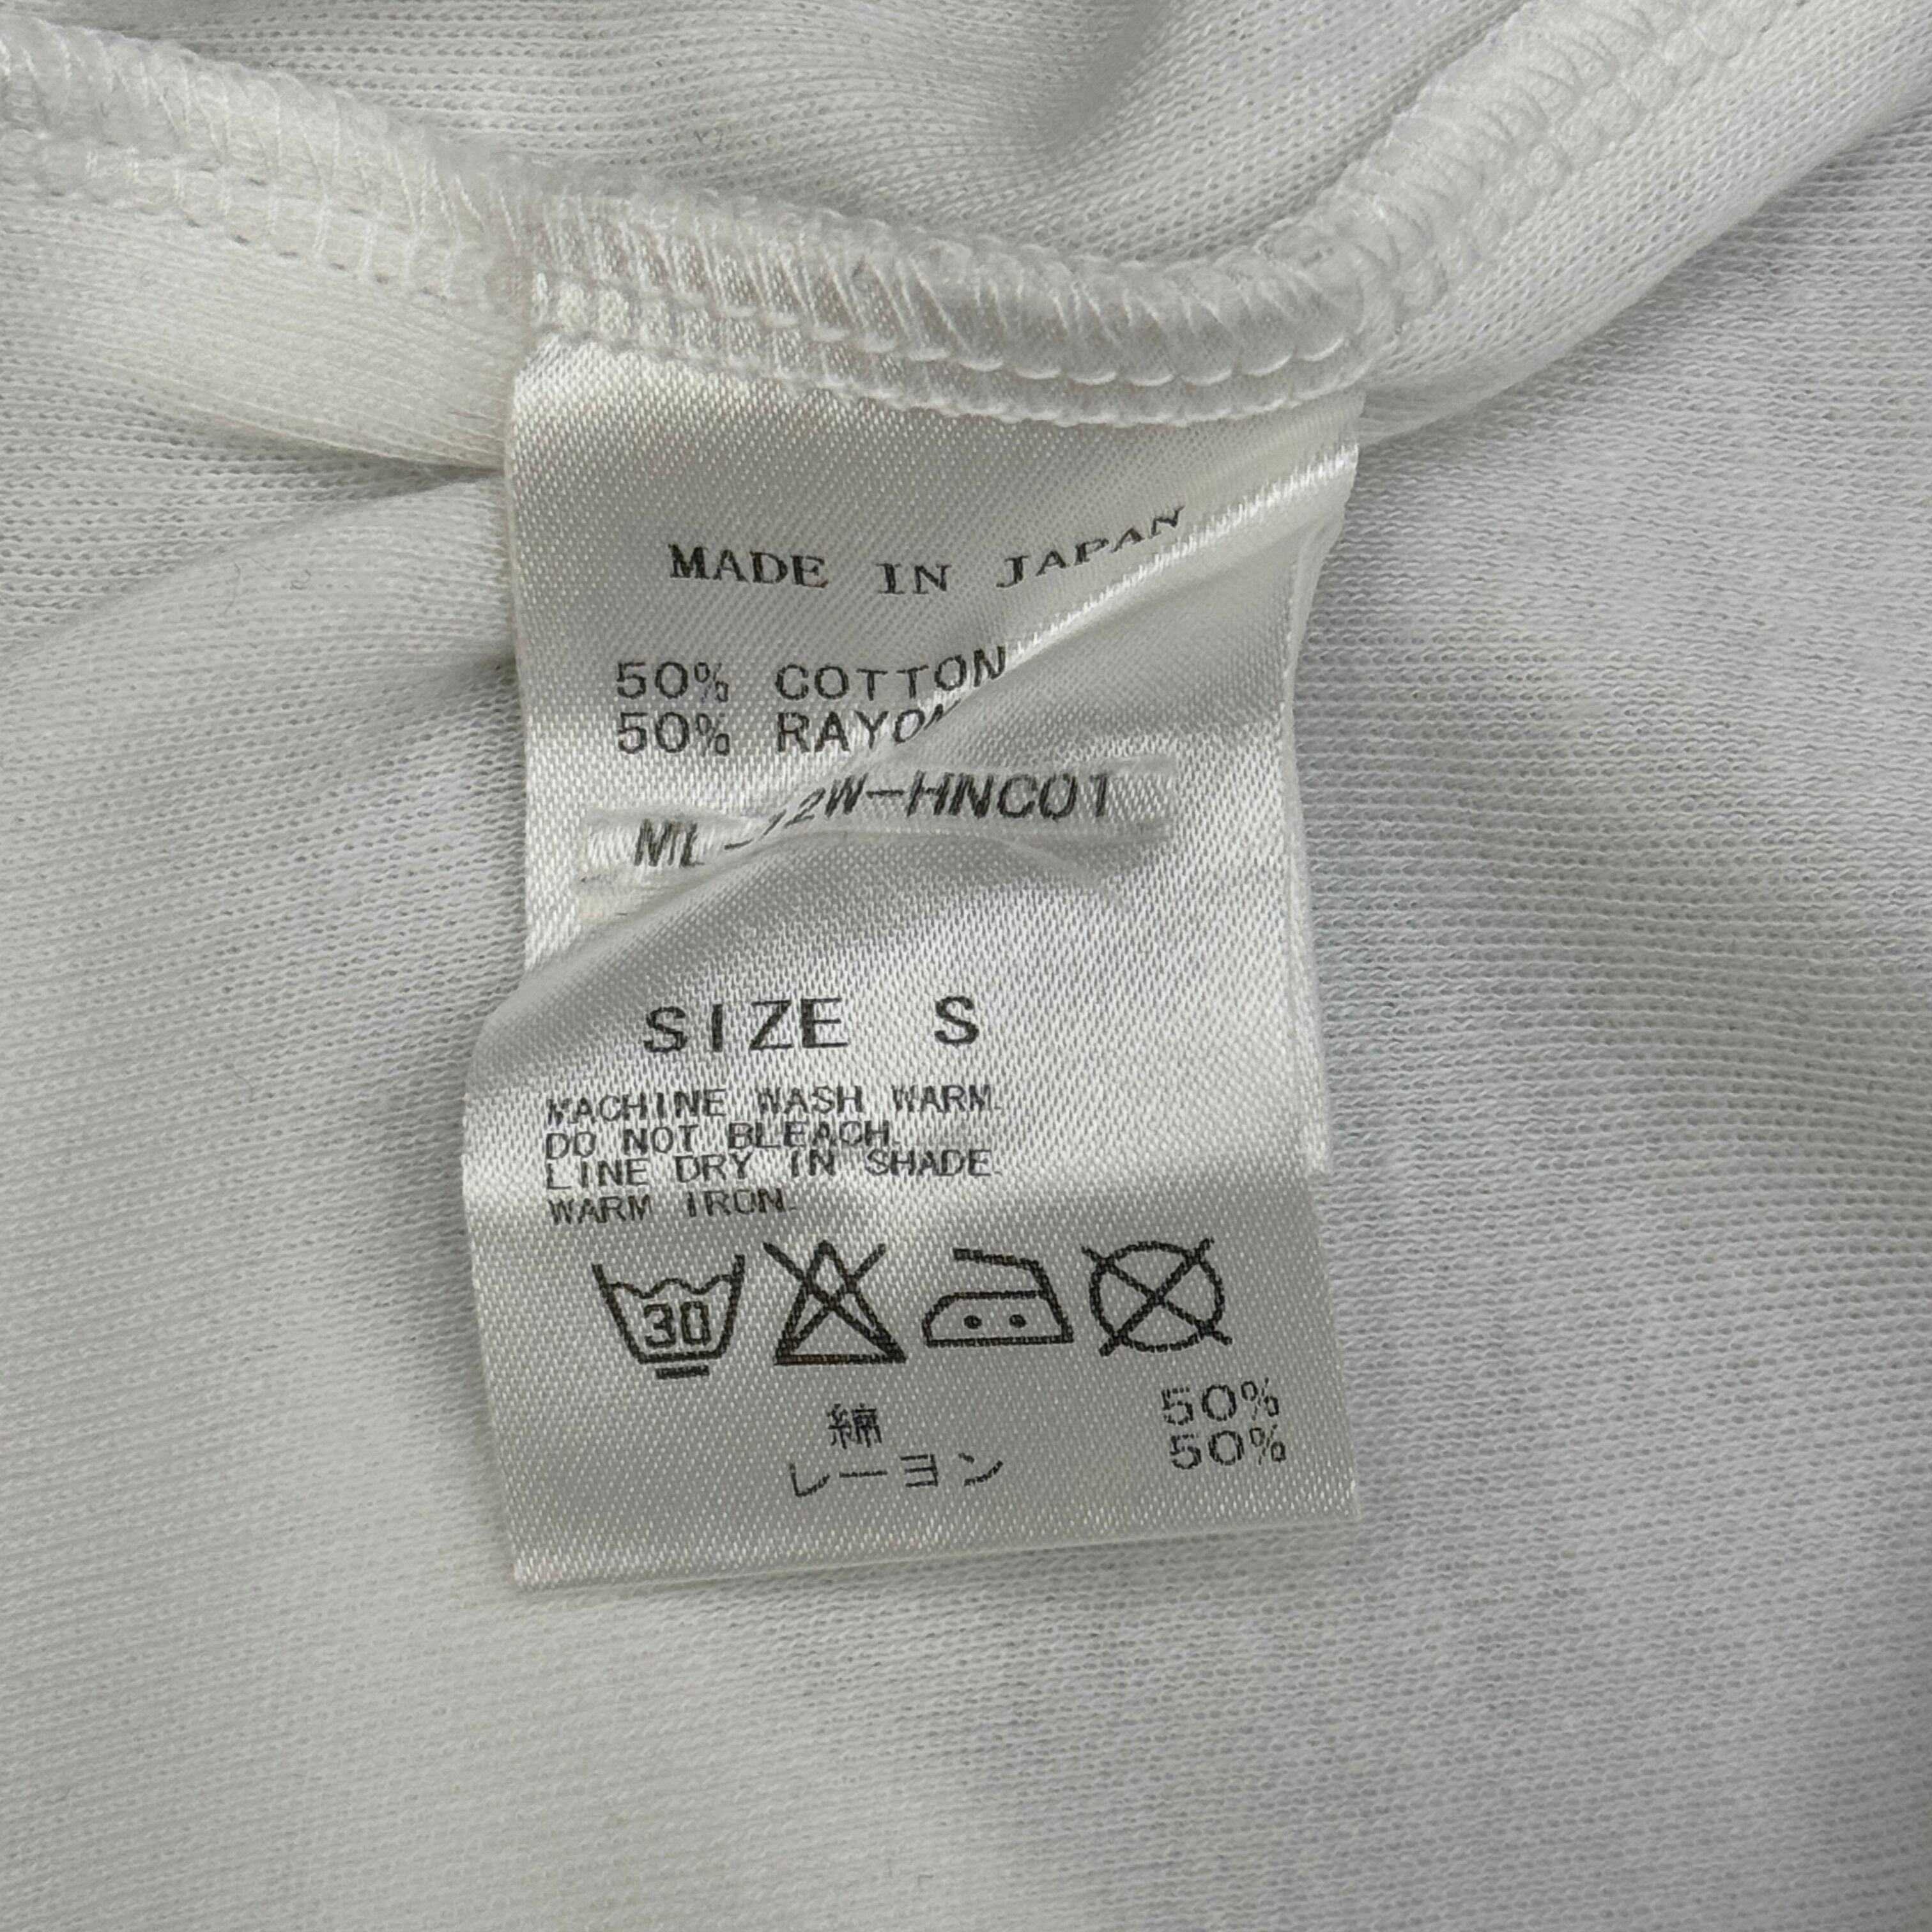 MADE IN JAPAN
50% COTTON
50% RAYON
SIZE S
MACHINE WASH WARM.
DO NOT BLEACH.
LINE DRY IN SHADE.
WARM IRON.
30
綿 50%
レーヨン 50%